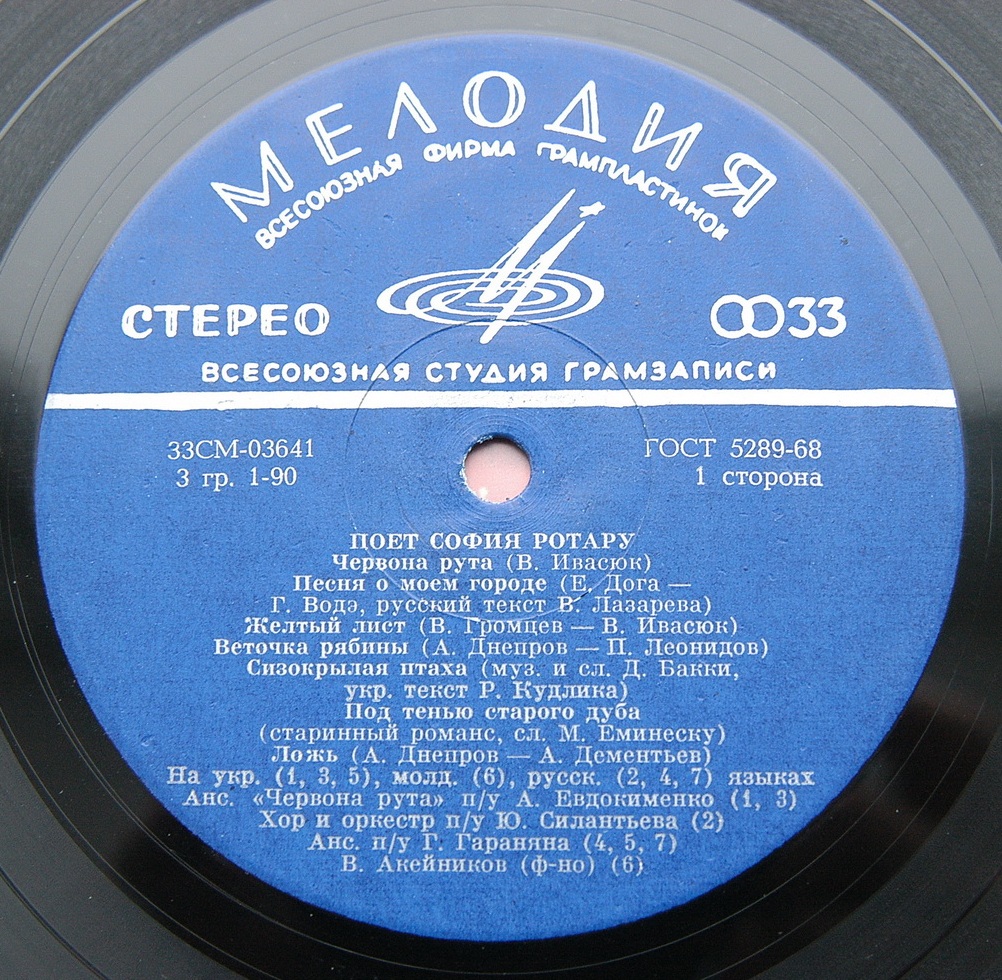 МЕЛОДИЯ
ВСЕСОЮЗНАЯ ФИРМА ГРАМПЛАСТИНОК
СТЕРЕО
33
ВСЕСОЮЗНАЯ СТУДИЯ ГРАМЗАПИСИ
33СМ-03641
ГОСТ 5289-68
3 гр. 1-90
1 сторона
ПОЕТ СОФИЯ РОТАРУ
Червона рута (В. Ивасюк)
Песня о моем городе (Е. Дога —
Г. Водэ, русский текст В. Лазарева)
Желтый лист (В. Громцев — В. Ивасюк)
Веточка рябины (А. Днепров — П. Леонидов)
Сизокрылая птаха (муз. и сл. Д. Бакки,
укр. текст Р. Кудлика)
Под тенью старого дуба
(старинный романс, сл. М. Еминеску)
Ложь (А. Днепров — А. Дементьев)
На укр. (1, 3, 5), молд. (6), русск. (2, 4, 7) языках
Анс. «Червона рута» п/у А. Евдокименко (1, 3)
Хор и оркестр п/у Ю. Силантьева (2)
Анс. п/у Г. Гараняна (4, 5, 7)
В. Акейников (ф-но) (6)